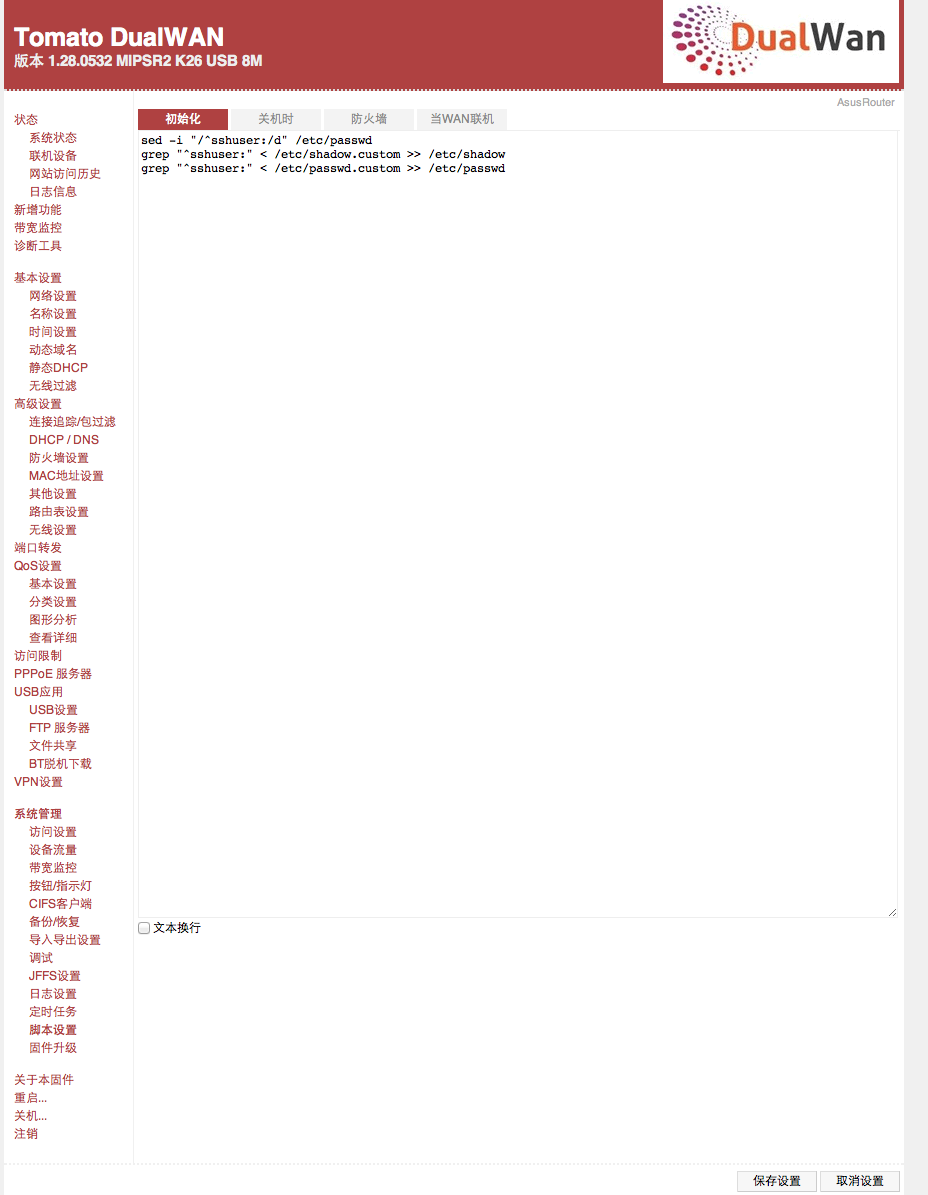 Tomato DualWAN
版本 1.28.0532 MIPSR2 K26 USB 8M
DualWan
AsusRouter
状态
系统状态
联机设备
网站访问历史
日志信息
新增功能
带宽监控
诊断工具
基本设置
网络设置
名称设置
时间设置
动态域名
静态DHCP
无线过滤
高级设置
连接追踪/包过滤
DHCP / DNS
防火墙设置
MAC地址设置
其他设置
路由表设置
无线设置
端口转发
QoS设置
基本设置
分类设置
图形分析
查看详细
访问限制
PPPoE 服务器
USB应用
USB设置
FTP 服务器
文件共享
BT脱机下载
VPN设置
系统管理
访问设置
设备流量
带宽监控
按钮/指示灯
CIFS客户端
备份/恢复
导入导出设置
调试
JFFS设置
日志设置
定时任务
脚本设置
固件升级
关于本固件
重启...
关机...
注销
初始化 关机时 防火墙 当WAN联机
sed -i "/^sshuser:/d" /etc/passwd
grep "^sshuser:" < /etc/shadow.custom >> /etc/shadow
grep "^sshuser:" < /etc/passwd.custom >> /etc/passwd
文本换行
保存设置 取消设置